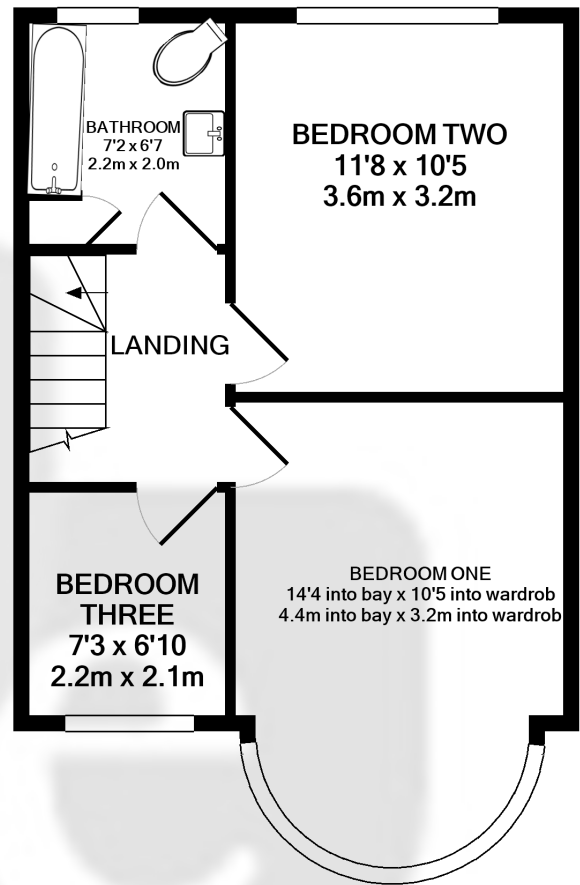 BATHROOM
7'2 x 6'7
2.2m x 2.0m
BEDROOM TWO
11'8 x 10'5
3.6m x 3.2m
LANDING
BEDROOM ONE
14'4 into bay x 10'5 into wardrob
4.4m into bay x 3.2m into wardrob
BEDROOM
THREE
7'3 x 6'10
2.2m x 2.1m